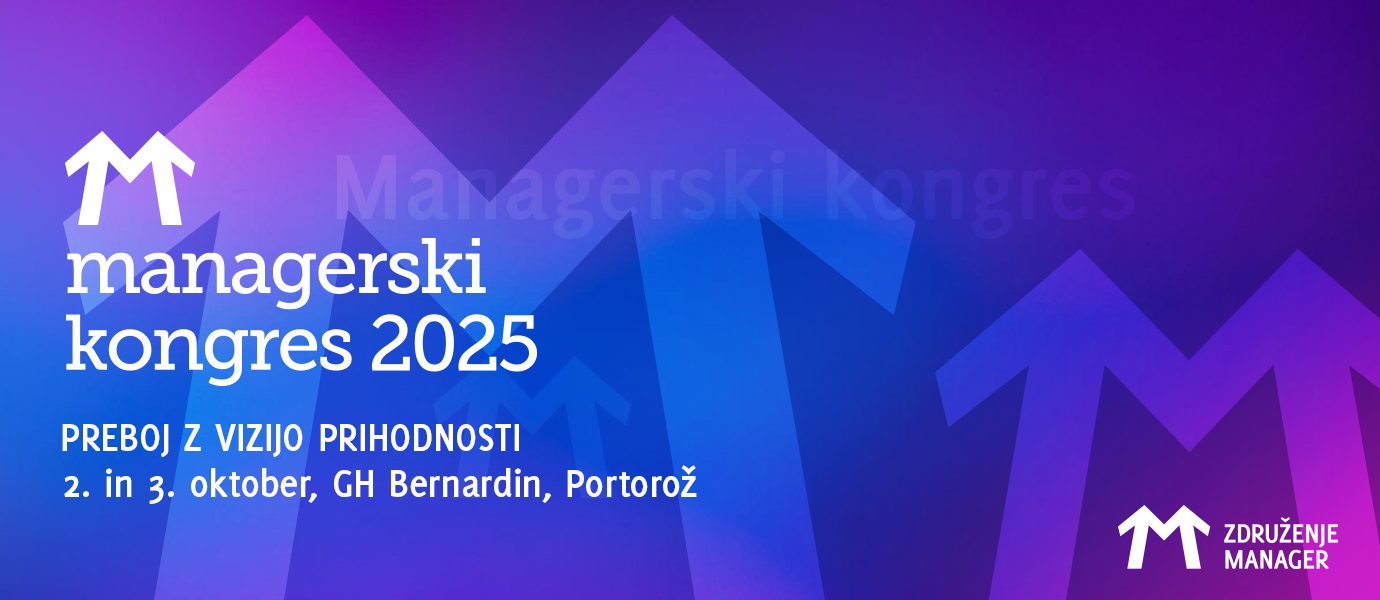 Managerski kongres
managerski
kongres 2025
PREBOJ Z VIZIJO PRIHODNOSTI
2. in 3. oktober, GH Bernardin, Portorož
ZDRUŽENJE
MANAGER